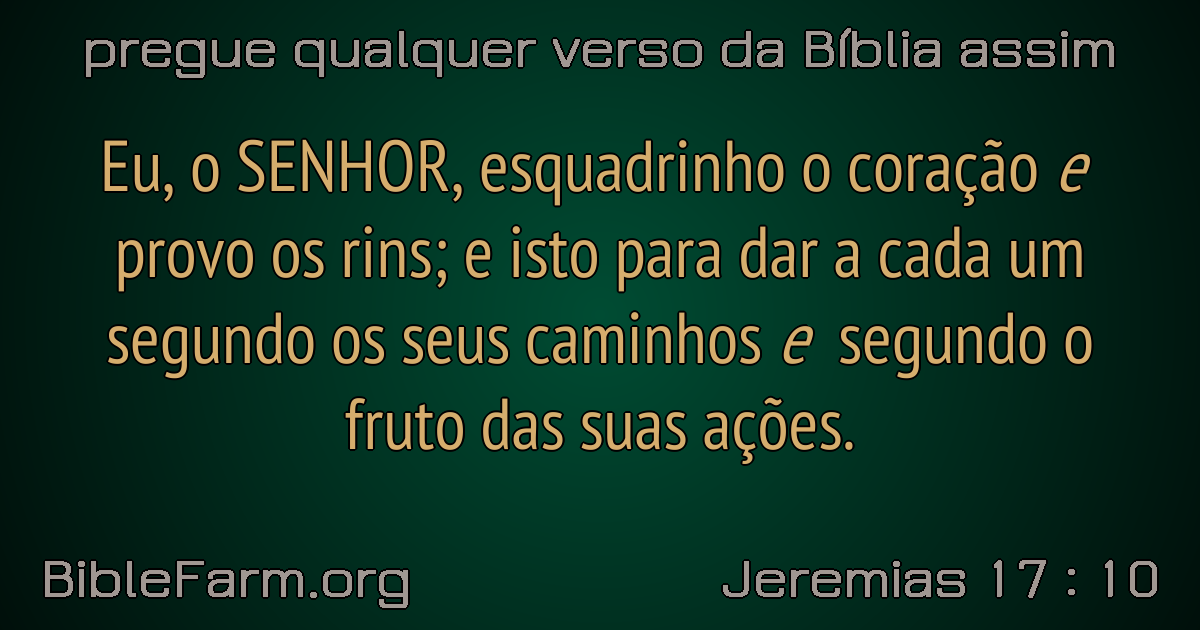 pregue qualquer verso da Bíblia assim
Eu, o SENHOR, esquadrinho o coração e
provo os rins; e isto para dar a cada um
segundo os seus caminhos e segundo o
fruto das suas ações.
BibleFarm.org
Jeremias 17 : 10